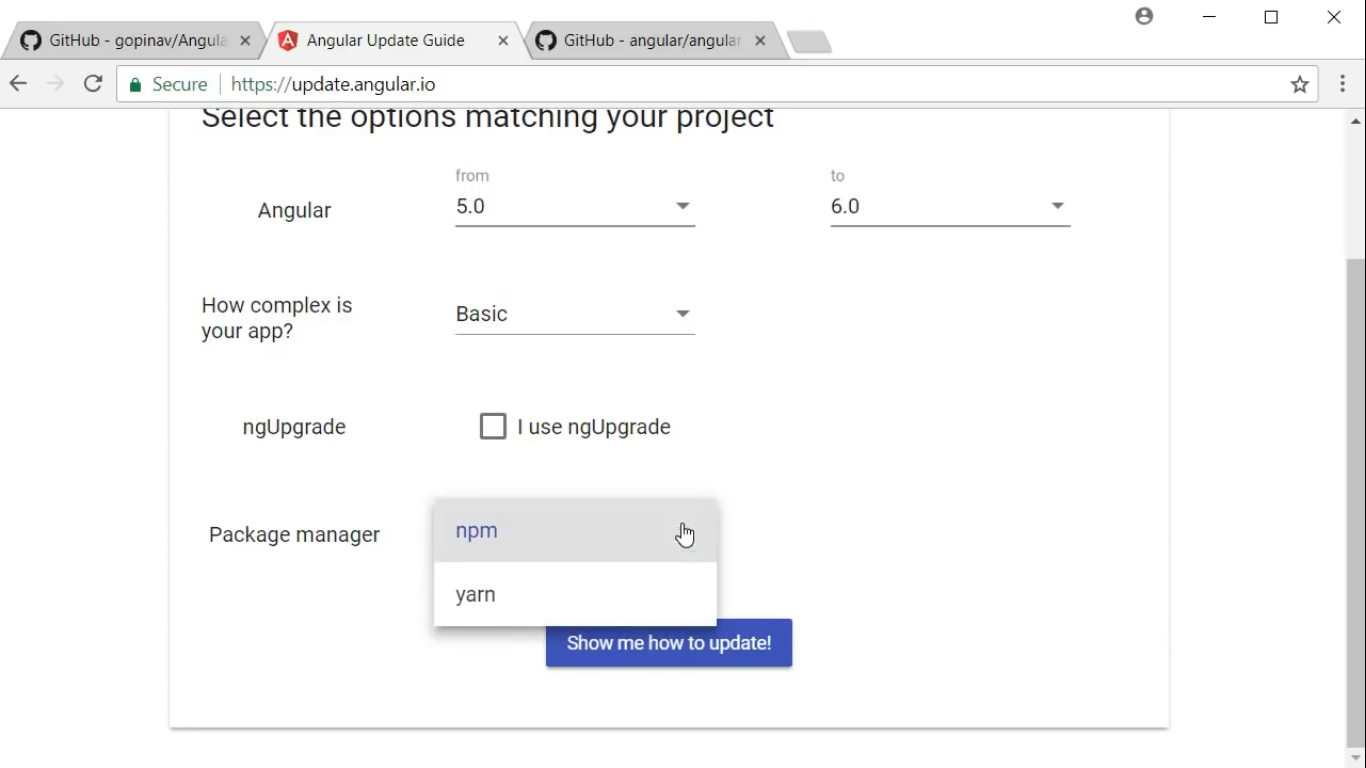 GitHub - gopinav/Angula
Angular Update Guide
GitHub - angular/angular
Secure
https://update.angular.io
Select the options matching your project
from
to
Angular
5.0
6.0
How complex is
your app?
Basic
ngUpgrade
I use ngUpgrade
Package manager
npm
yarn
Show me how to update!